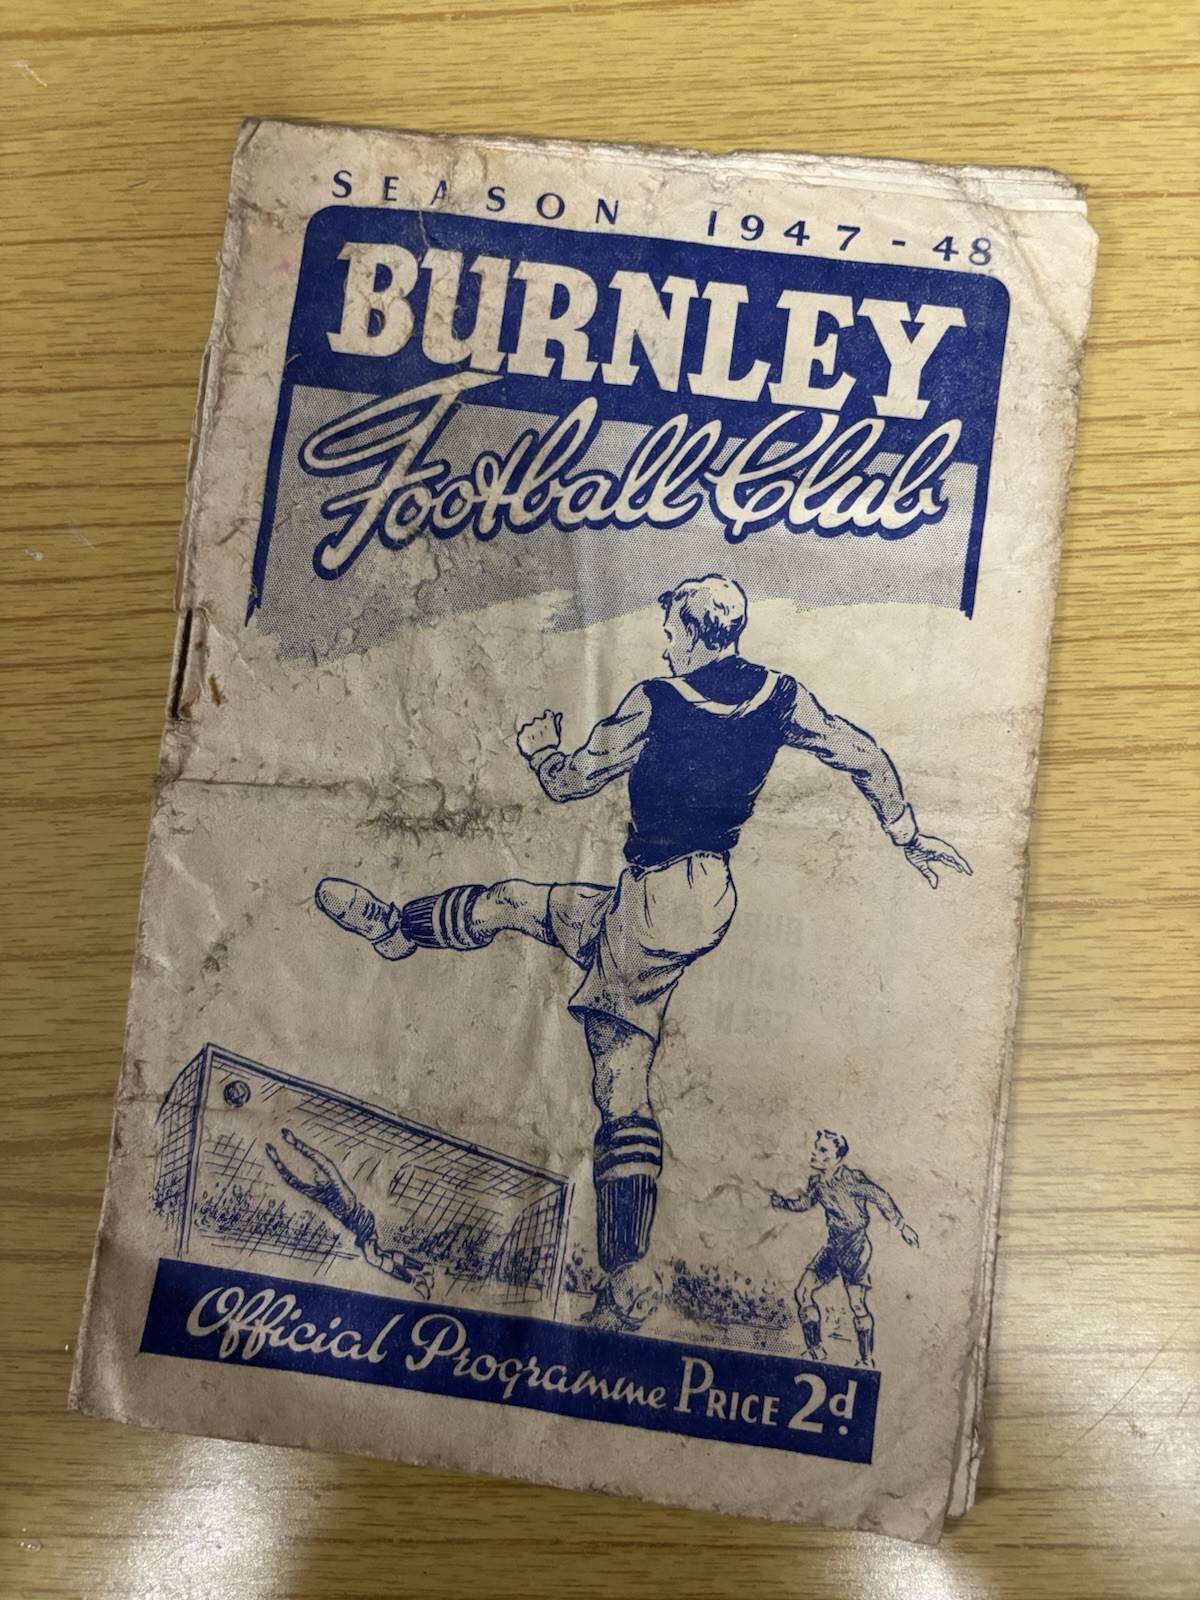 SEASON 1947-48
BURNLEY
Football Club
Official Programme PRICE 2d.